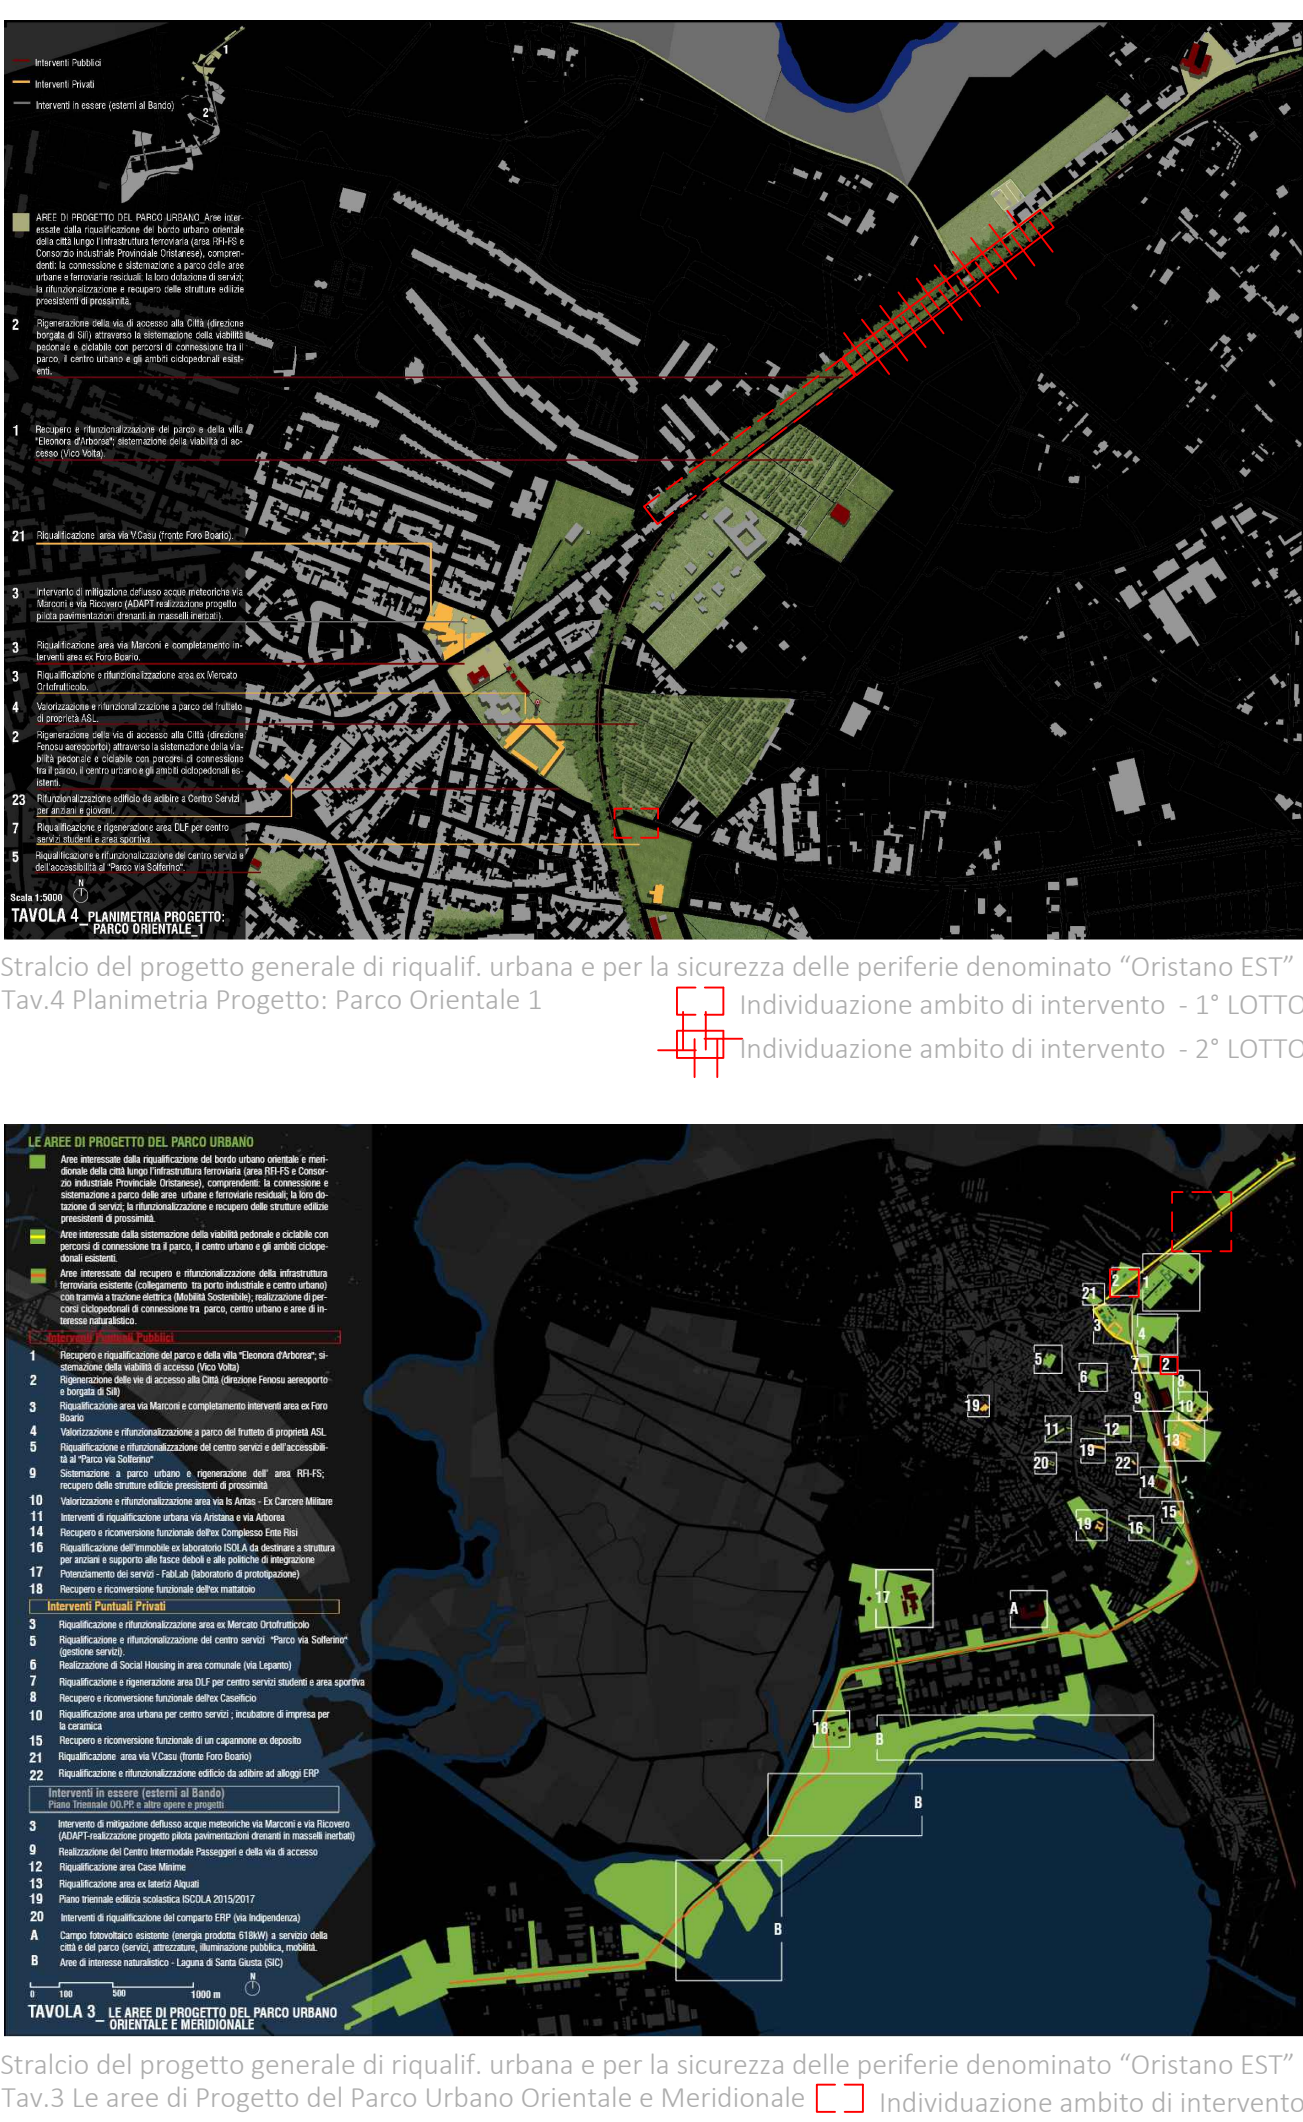 1
Interventi Pubblici
Interventi Privati
Interventi in essere (esterni al Bando)
2
AREE DI PROGETTO DEL PARCO URBANO_Aree inter-
essate dalla riqualificazione del bordo urbano orientale
della città lungo l'infrastruttura ferroviaria (area RFI-FS e
Consorzio Industriale Provinciale Oristanese), compren-
denti: la connessione e sistemazione a parco delle aree
urbane e ferroviarie residuali; la loro dotazione di servizi;
la rifunzionalizzazione e recupero delle strutture edilizie
preesistenti di prossimità.
2 Rigenerazione della via di accesso alla Città (direzione
borgata di Silì) attraverso la sistemazione della viabilità
pedonale e ciclabile con percorsi di connessione tra il
parco, il centro urbano e gli ambiti ciclopedonali esist-
enti.
1 Recupero e rifunzionalizzazione del parco e della villa
"Eleonora d'Arborea"; sistemazione della viabilità di ac-
cesso (Vico Volta).
21 Riqualificazione area via V.Casu (fronte Foro Boario).
3 Intervento di mitigazione deflusso acque meteoriche via
Marconi e via Ricovero (ADAPT realizzazione progetto
pilota pavimentazioni drenanti in masselli inerbati).
3 Riqualificazione area via Marconi e completamento in-
terventi area ex Foro Boario.
3 Riqualificazione e rifunzionalizzazione area ex Mercato
Ortofrutticolo.
4 Valorizzazione e rifunzionalizzazione a parco del frutteto
di proprietà ASL.
2 Rigenerazione della via di accesso alla Città (direzione
Fenosu aereoporto) attraverso la sistemazione della via-
bilità pedonale e ciclabile con percorsi di connessione
tra il parco, il centro urbano e gli ambiti ciclopedonali es-
istenti.
23 Rifunzionalizzazione edificio da adibire a Centro Servizi
per anziani e giovani.
7 Riqualificazione e rigenerazione area DLF per centro
servizi studenti e area sportiva.
5 Riqualificazione e rifunzionalizzazione del centro servizi e
dell'accessibilità al "Parco via Solferino".
N
Scala 1:5000
TAVOLA 4_ PLANIMETRIA PROGETTO:
PARCO ORIENTALE_1
Stralcio del progetto generale di riqualif. urbana e per la sicurezza delle periferie denominato “Oristano EST”
Tav.4 Planimetria Progetto: Parco Orientale 1
Individuazione ambito di intervento - 1° LOTTO
Individuazione ambito di intervento - 2° LOTTO
LE AREE DI PROGETTO DEL PARCO URBANO
Aree interessate dalla riqualificazione del bordo urbano orientale e meri-
dionale della città lungo l'infrastruttura ferroviaria (area RFI-FS e Consor-
zio industriale Provinciale Oristanese), comprendenti: la connessione e
sistemazione a parco delle aree urbane e ferroviarie residuali; la loro do-
tazione di servizi; la rifunzionalizzazione e recupero delle strutture edilizie
preesistenti di prossimità.
Aree interessate dalla sistemazione della viabilità pedonale e ciclabile con
percorsi di connessione tra il parco, il centro urbano e gli ambiti ciclope-
donali esistenti.
Aree interessate dal recupero e rifunzionalizzazione della infrastruttura
ferroviaria esistente (collegamento tra porto industriale e centro urbano)
con tramvia a trazione elettrica (Mobilità Sostenibile); realizzazione di per-
corsi ciclopedonali di connessione tra parco, centro urbano e aree di in-
teresse naturalistico.
Interventi Puntuali Pubblici
1 Recupero e riqualificazione del parco e della villa "Eleonora d'Arborea"; si-
stemazione della viabilità di accesso (Vico Volta)
2 Rigenerazione delle vie di accesso alla Città (direzione Fenosu aereoporto
e borgata di Silì)
3 Riqualificazione area via Marconi e completamento interventi area ex Foro
Boario
4 Valorizzazione e rifunzionalizzazione a parco del frutteto di proprietà ASL
5 Riqualificazione e rifunzionalizzazione del centro servizi e dell'accessibili-
tà al "Parco via Solferino"
9 Sistemazione a parco urbano e rigenerazione dell' area RFI-FS;
recupero delle strutture edilizie preesistenti di prossimità
10 Valorizzazione e rifunzionalizzazione area via Is Antas - Ex Carcere Militare
11 Interventi di riqualificazione urbana via Aristana e via Arborea
14 Recupero e riconversione funzionale dell'ex Complesso Ente Risi
16 Riqualificazione dell'immobile ex laboratorio ISOLA da destinare a struttura
per anziani e supporto alle fasce deboli e alle politiche di integrazione
17 Potenziamento dei servizi - FabLab (laboratorio di prototipazione)
18 Recupero e riconversione funzionale dell'ex mattatoio
Interventi Puntuali Privati
3 Riqualificazione e rifunzionalizzazione area ex Mercato Ortofrutticolo
5 Riqualificazione e rifunzionalizzazione del centro servizi "Parco via Solferino"
(gestione servizi).
6 Realizzazione di Social Housing in area comunale (via Lepanto)
7 Riqualificazione e rigenerazione area DLF per centro servizi studenti e area sportiva
8 Recupero e riconversione funzionale dell'ex Caseificio
10 Riqualificazione area urbana per centro servizi ; incubatore di impresa per
la ceramica
15 Recupero e riconversione funzionale di un capannone ex deposito
21 Riqualificazione area via V.Casu (fronte Foro Boario)
22 Riqualificazione e rifunzionalizzazione edificio da adibire ad alloggi ERP
Interventi in essere (esterni al Bando)
Piano Triennale OO.PP. e altre opere e progetti
3 Intervento di mitigazione deflusso acque meteoriche via Marconi e via Ricovero
(ADAPT-realizzazione progetto pilota pavimentazioni drenanti in masselli inerbati)
9 Realizzazione del Centro Intermodale Passeggeri e della via di accesso
12 Riqualificazione area Case Minime
13 Riqualificazione area ex laterizi Alquati
19 Piano triennale edilizia scolastica ISCOLA 2015/2017
20 Interventi di riqualificazione del comparto ERP (via Indipendenza)
A Campo fotovoltaico esistente (energia prodotta 618kW) a servizio della
città e del parco (servizi, attrezzature, illuminazione pubblica, mobilità.
B Aree di interesse naturalistico - Laguna di Santa Giusta (SIC)
N
0 100 500 1000 m
TAVOLA 3_ LE AREE DI PROGETTO DEL PARCO URBANO
ORIENTALE E MERIDIONALE
2 1
21
3
4
5
7 2
6
8
9
19
10
11 12
13
19
20 22
14
15
19 16
17
A
18
B
B
B
Stralcio del progetto generale di riqualif. urbana e per la sicurezza delle periferie denominato “Oristano EST”
Tav.3 Le aree di Progetto del Parco Urbano Orientale e Meridionale
Individuazione ambito di intervento